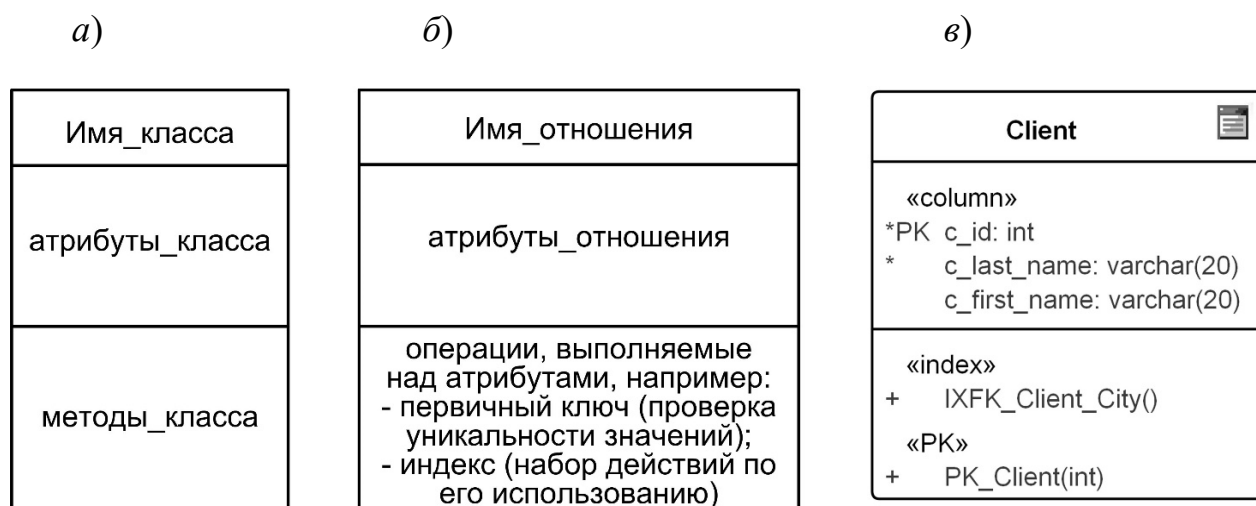 а)
б)
в)
Имя_класса
атрибуты_класса
методы_класса
Имя_отношения
атрибуты_отношения
операции, выполняемые
над атрибутами, например:
- первичный ключ (проверка
уникальности значений);
- индекс (набор действий по
его использованию)
Client
«column»
*PK c_id: int
* c_last_name: varchar(20)
c_first_name: varchar(20)
«index»
+ IXFK_Client_City()
«PK»
+ PK_Client(int)